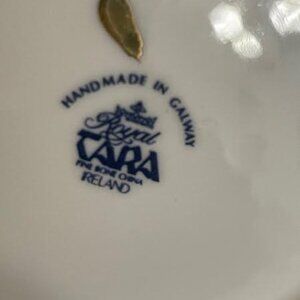 HANDMADE IN GALWAY
Royal
TARA
FINE BONE CHINA
IRELAND